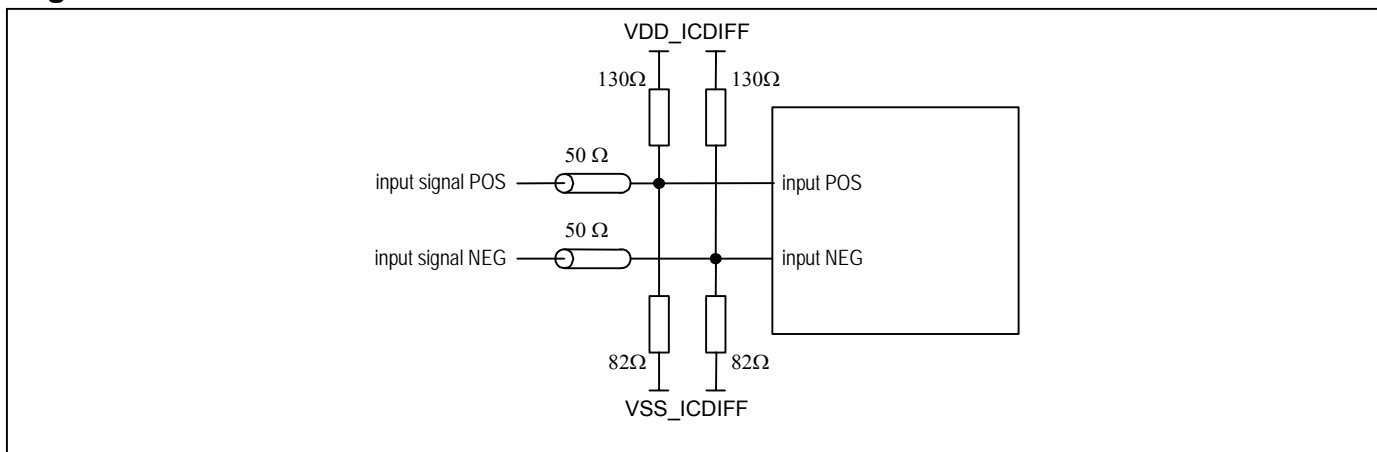 VDD_ICDIFF
130Ω 130Ω
50 Ω
input signal POS input POS
50 Ω
input signal NEG input NEG
82Ω 82Ω
VSS_ICDIFF